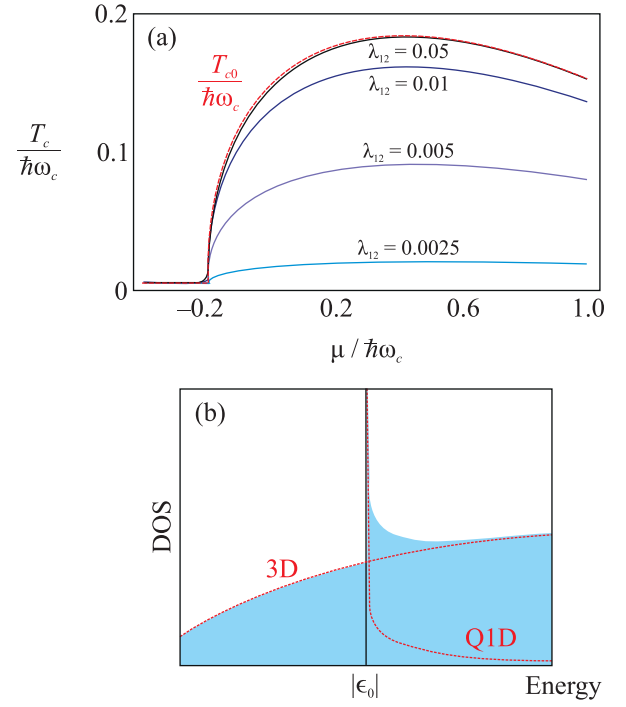 0.2
(a)
T_c0 / ħω_c
λ₁₂ = 0.05
λ₁₂ = 0.01
T_c / ħω_c
0.1
λ₁₂ = 0.005
λ₁₂ = 0.0025
0
–0.2 0.2 0.6 1.0
μ / ħω_c
(b)
DOS
3D
Q1D
|ϵ₀| Energy